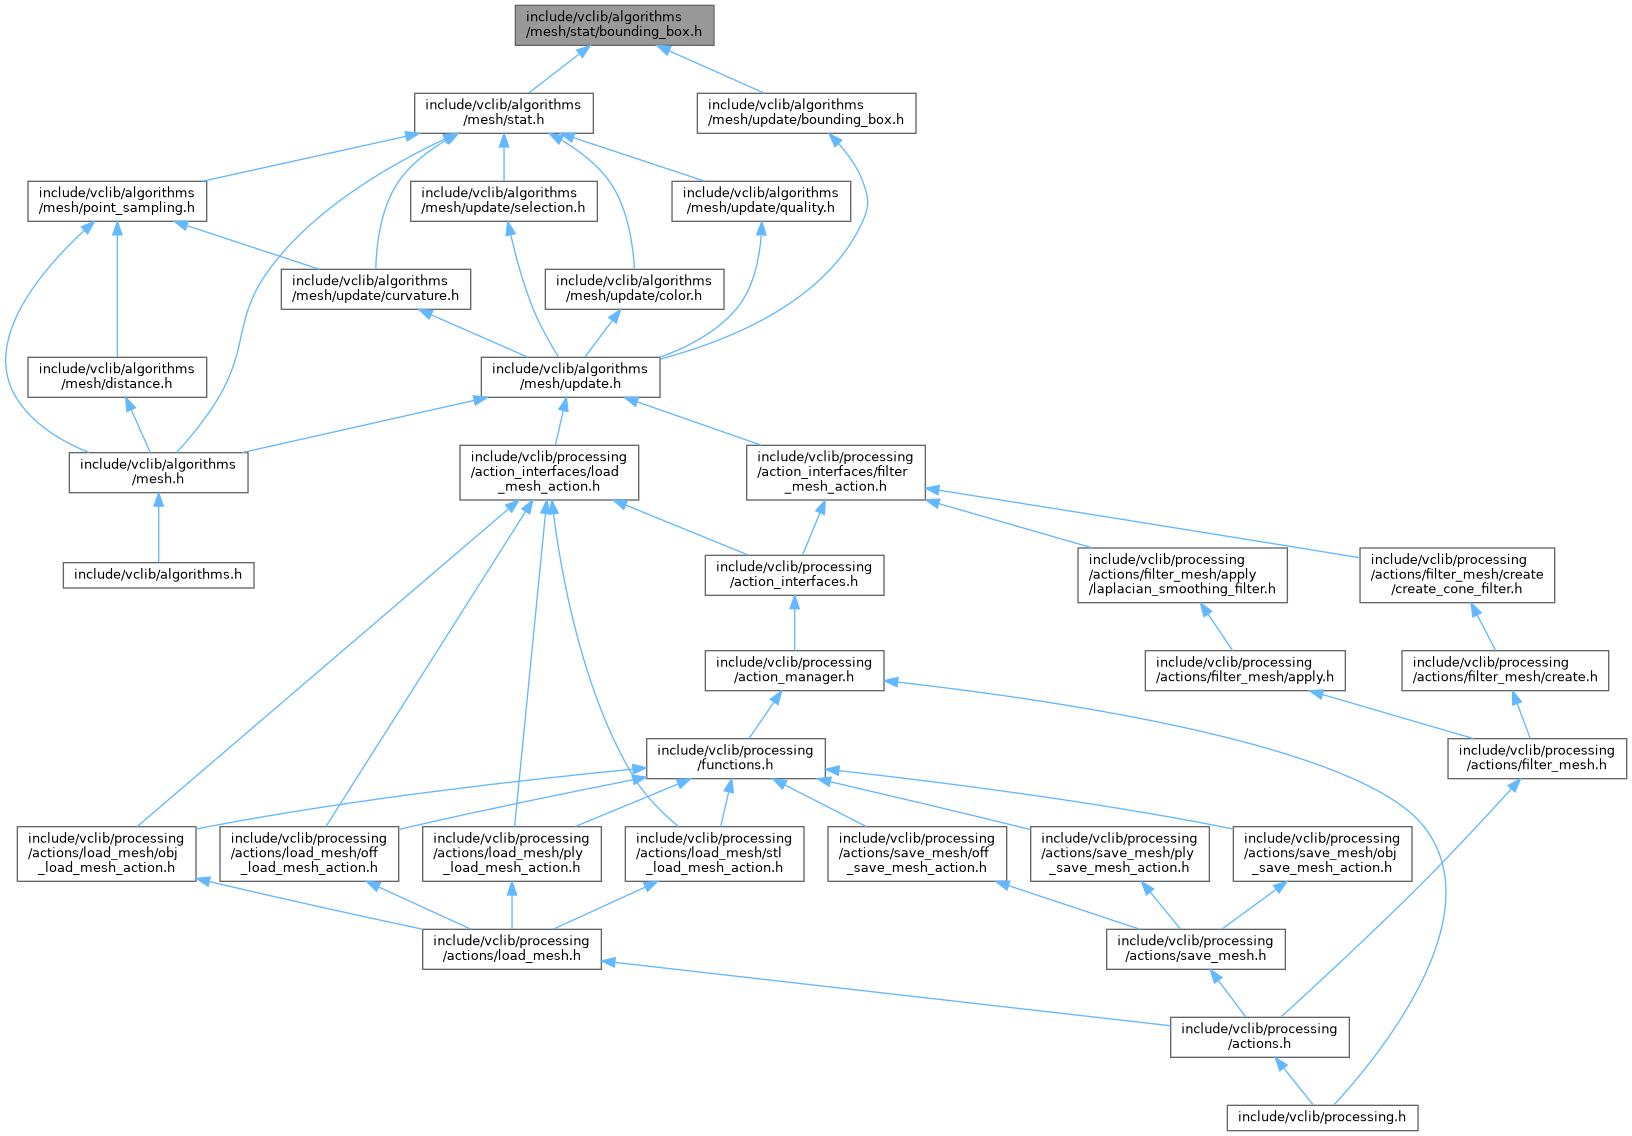 include/vclib/algorithms
/mesh/stat/bounding_box.h
include/vclib/algorithms
/mesh/stat.h
include/vclib/algorithms
/mesh/update/bounding_box.h
include/vclib/algorithms
/mesh/point_sampling.h
include/vclib/algorithms
/mesh/update/selection.h
include/vclib/algorithms
/mesh/update/quality.h
include/vclib/algorithms
/mesh/update/curvature.h
include/vclib/algorithms
/mesh/update/color.h
include/vclib/algorithms
/mesh/distance.h
include/vclib/algorithms
/mesh/update.h
include/vclib/algorithms
/mesh.h
include/vclib/processing
/action_interfaces/load
_mesh_action.h
include/vclib/processing
/action_interfaces/filter
_mesh_action.h
include/vclib/algorithms.h
include/vclib/processing
/action_interfaces.h
include/vclib/processing
/actions/filter_mesh/apply
/laplacian_smoothing_filter.h
include/vclib/processing
/actions/filter_mesh/create
/create_cone_filter.h
include/vclib/processing
/action_manager.h
include/vclib/processing
/actions/filter_mesh/apply.h
include/vclib/processing
/actions/filter_mesh/create.h
include/vclib/processing
/functions.h
include/vclib/processing
/actions/filter_mesh.h
include/vclib/processing
/actions/load_mesh/obj
_load_mesh_action.h
include/vclib/processing
/actions/load_mesh/off
_load_mesh_action.h
include/vclib/processing
/actions/load_mesh/ply
_load_mesh_action.h
include/vclib/processing
/actions/load_mesh/stl
_load_mesh_action.h
include/vclib/processing
/actions/save_mesh/off
_save_mesh_action.h
include/vclib/processing
/actions/save_mesh/ply
_save_mesh_action.h
include/vclib/processing
/actions/save_mesh/obj
_save_mesh_action.h
include/vclib/processing
/actions/load_mesh.h
include/vclib/processing
/actions/save_mesh.h
include/vclib/processing
/actions.h
include/vclib/processing.h